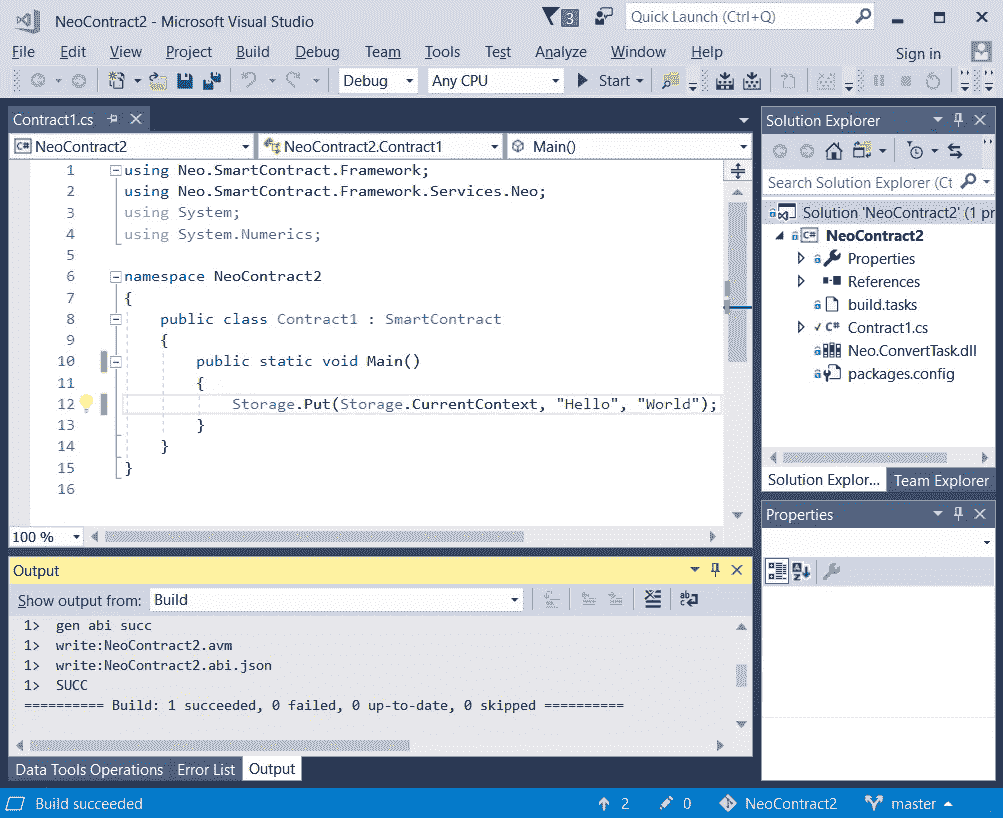 NeoContract2 - Microsoft Visual Studio
3
Quick Launch (Ctrl+Q)
File Edit View Project Build Debug Team Tools Test Analyze Window Help
Sign in
Debug Any CPU Start
Contract1.cs
NeoContract2 NeoContract2.Contract1 Main()
1 using Neo.SmartContract.Framework;
2 using Neo.SmartContract.Framework.Services.Neo;
3 using System;
4 using System.Numerics;
5
6 namespace NeoContract2
7 {
8 public class Contract1 : SmartContract
9 {
10 public static void Main()
11 {
12 Storage.Put(Storage.CurrentContext, "Hello", "World");
13 }
14 }
15 }
16
100 %
Solution Explorer
Search Solution Explorer (Ct
Solution 'NeoContract2' (1 pr
C# NeoContract2
Properties
References
build.tasks
C# Contract1.cs
Neo.ConvertTask.dll
packages.config
Solution Explor... Team Explorer
Properties
Output
Show output from: Build
1> gen abi succ
1> write:NeoContract2.avm
1> write:NeoContract2.abi.json
1> SUCC
========== Build: 1 succeeded, 0 failed, 0 up-to-date, 0 skipped ==========
Data Tools Operations Error List Output
Build succeeded 2 0 NeoContract2 master